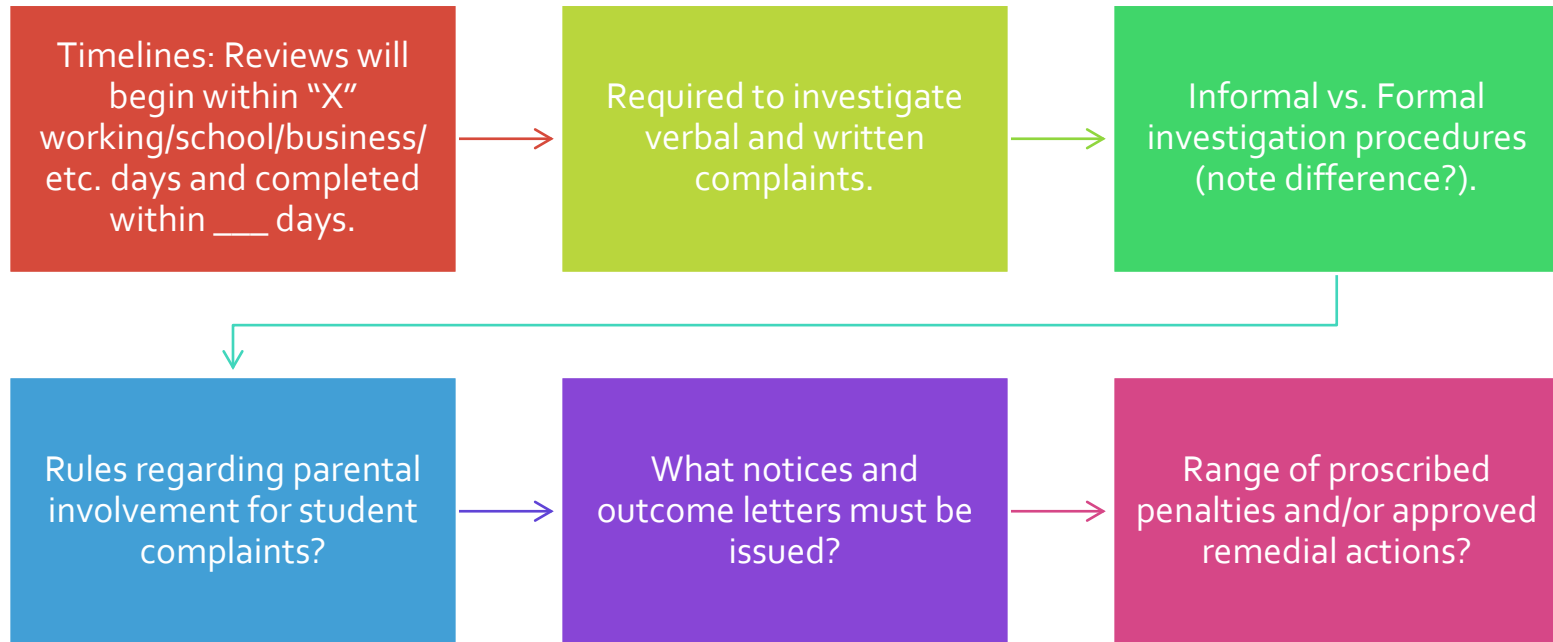 Timelines: Reviews will
begin within “X”
working/school/business/
etc. days and completed
within ___ days.
Required to investigate
verbal and written
complaints.
Informal vs. Formal
investigation procedures
(note difference?).
Rules regarding parental
involvement for student
complaints?
What notices and
outcome letters must be
issued?
Range of proscribed
penalties and/or approved
remedial actions?